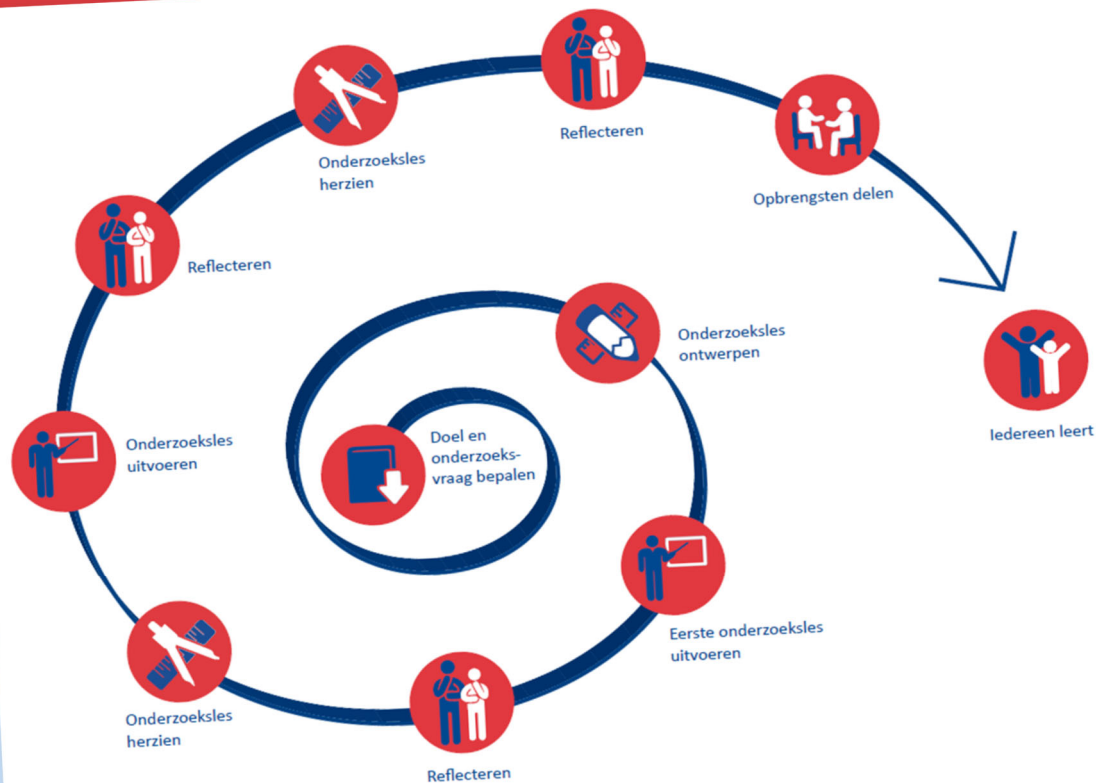 Doel en
onderzoeks-
vraag bepalen
Onderzoeksles
ontwerpen
Eerste onderzoeksles
uitvoeren
Reflecteren
Onderzoeksles
herzien
Onderzoeksles
uitvoeren
Reflecteren
Onderzoeksles
herzien
Reflecteren
Opbrengsten delen
Iedereen leert